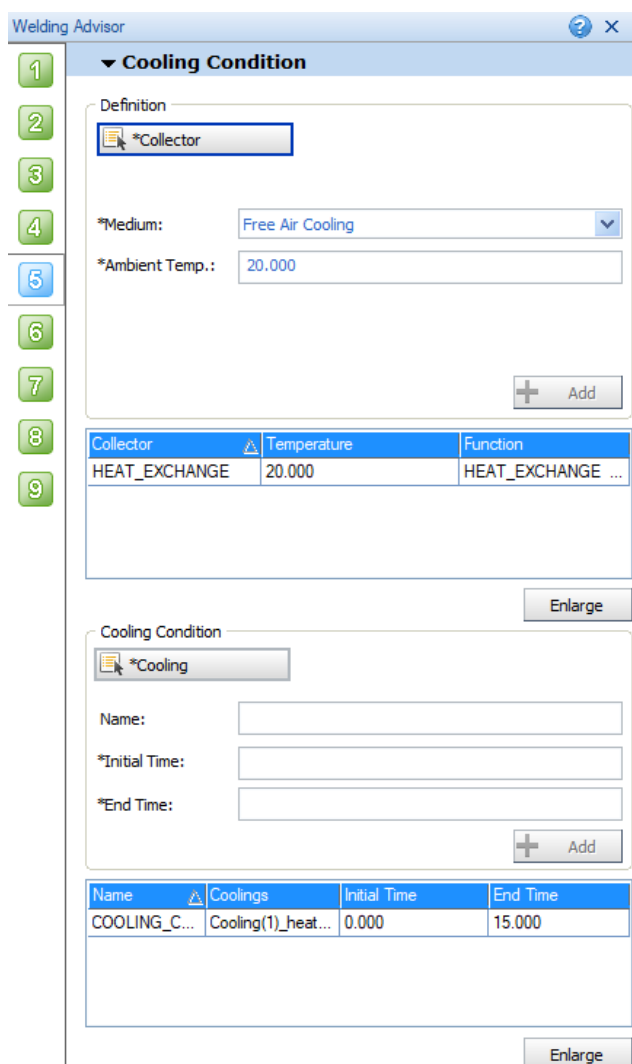 Welding Advisor
Cooling Condition
1
2
3
4
5
6
7
8
9
Definition
*Collector
*Medium: Free Air Cooling
*Ambient Temp.: 20.000
Add
Collector Temperature Function
HEAT_EXCHANGE 20.000 HEAT_EXCHANGE ...
Enlarge
Cooling Condition
*Cooling
Name:
*Initial Time:
*End Time:
Add
Name Coolings Initial Time End Time
COOLING_C... Cooling(1)_heat... 0.000 15.000
Enlarge